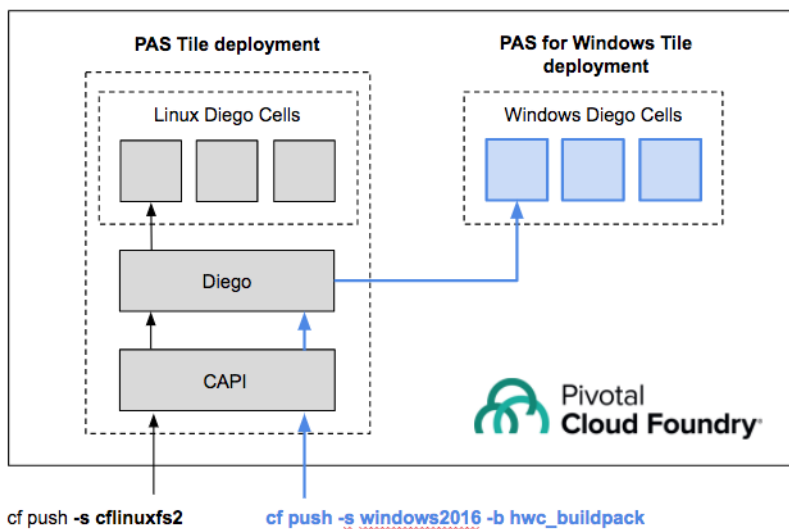 PAS Tile deployment
PAS for Windows Tile
deployment
Linux Diego Cells
Windows Diego Cells
Diego
CAPI
Pivotal
Cloud Foundry
cf push -s cflinuxfs2
cf push -s windows2016 -b hwc_buildpack